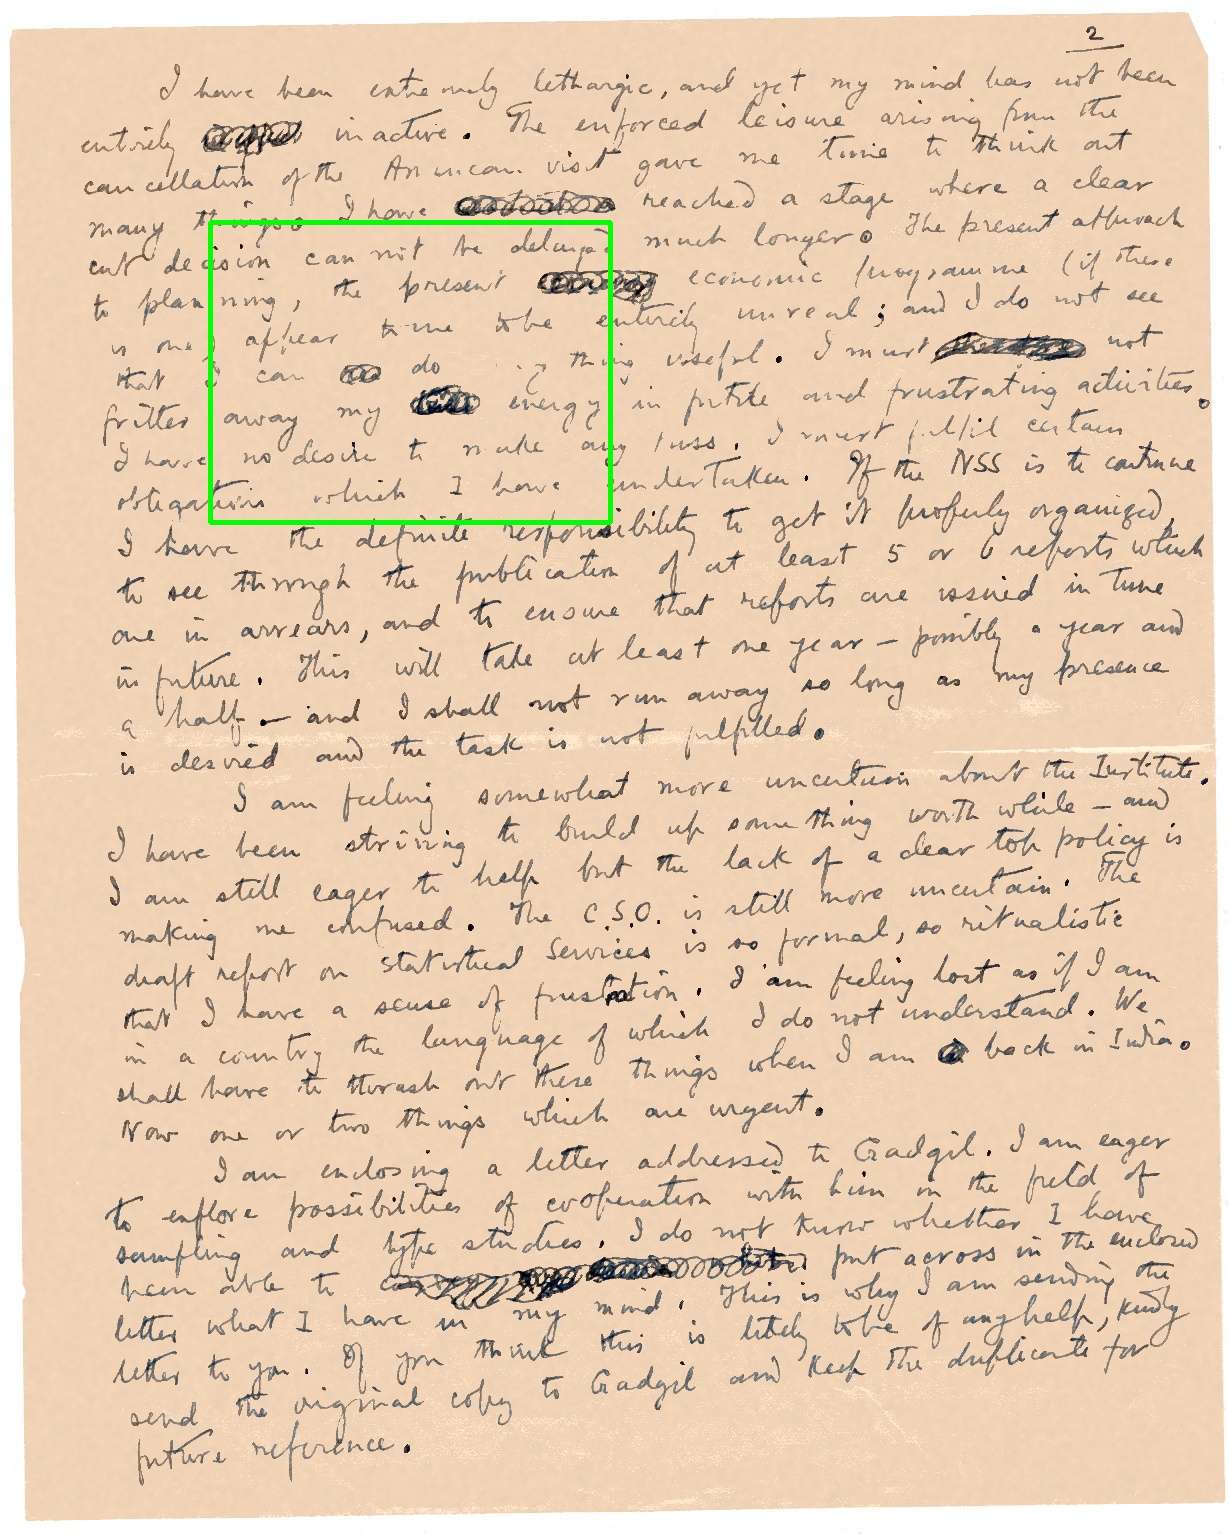 2
I have been extremely lethargic, and yet my mind has not been
entirely inactive. The enforced leisure arising from the
cancellation of the American visit gave me time to think out
many things. I have reached a stage where a clear
cut decision can not be delayed much longer. The present approach
to planning, the present economic programme (if there
is one) appear to me to be entirely unreal; and I do not see
that I can do thing useful. I must not
fritter away my energy in futile and frustrating activities.
I have no desire to make any fuss. I must fulfil certain
obligations which I have undertaken. If the NSS is to continue
I have the definite responsibility to get it properly organized,
to see through the publication of at least 5 or 6 reports which
are in arrears, and to ensure that reports are issued in time
in future. This will take at least one year – possibly a year and
a half – and I shall not run away so long as my presence
is desired and the task is not fulfilled.
I am feeling somewhat more uncertain about the Institute.
I have been striving to build up something worth while – and
I am still eager to help but the lack of a clear top policy is
making me confused. The C.S.O. is still more uncertain. The
draft report on Statistical Services is so formal, so ritualistic
that I have a sense of frustration. I am feeling lost as if I am
in a country the language of which I do not understand. We
shall have to thrash out these things when I am back in India.
Now one or two things which are urgent.
I am enclosing a letter addressed to Gadgil. I am eager
to explore possibilities of cooperation with him in the field of
sampling and type studies. I do not know whether I have
been able to put across in the enclosed
letter what I have in my mind. This is why I am sending the
letter to you. If you think this is likely to be of any help, kindly
send the original copy to Gadgil and keep the duplicate for
future reference.